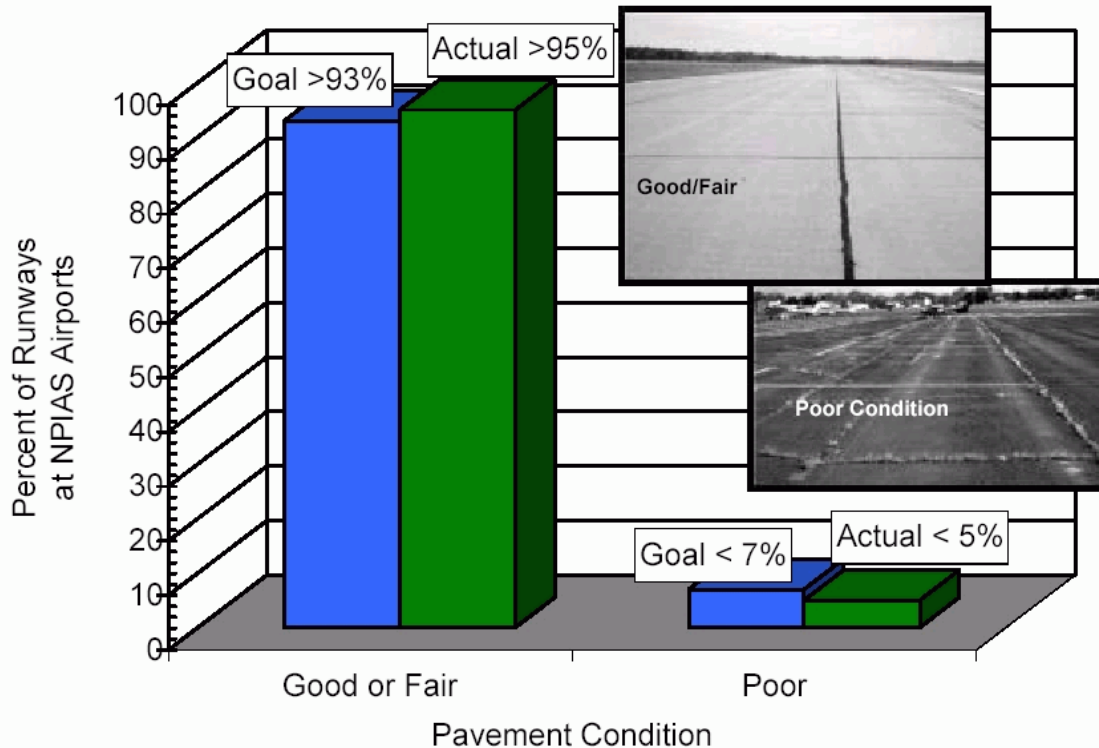 Goal >93%
Actual >95%
100
90
80
70
60
50
40
30
20
10
0
Percent of Runways
at NPIAS Airports
Good/Fair
Poor Condition
Goal < 7%
Actual < 5%
Good or Fair
Poor
Pavement Condition